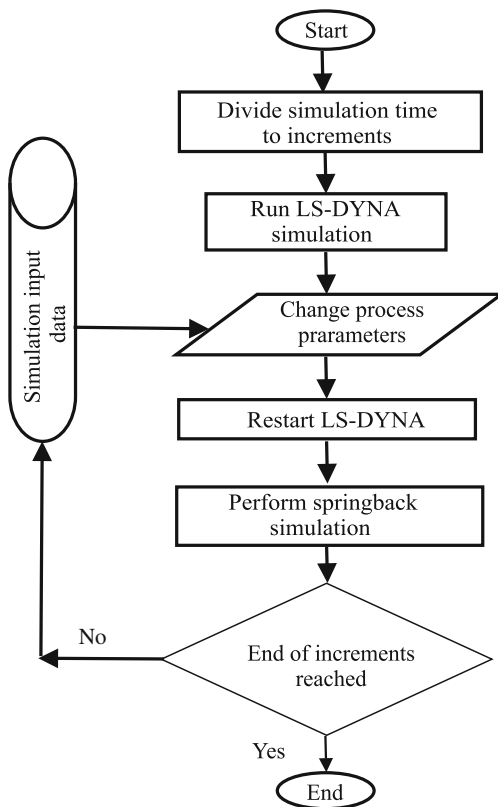 Start
Divide simulation time
to increments
Run LS-DYNA
simulation
Change process
prarameters
Simulation input
data
Restart LS-DYNA
Perform springback
simulation
End of increments
reached
No
Yes
End